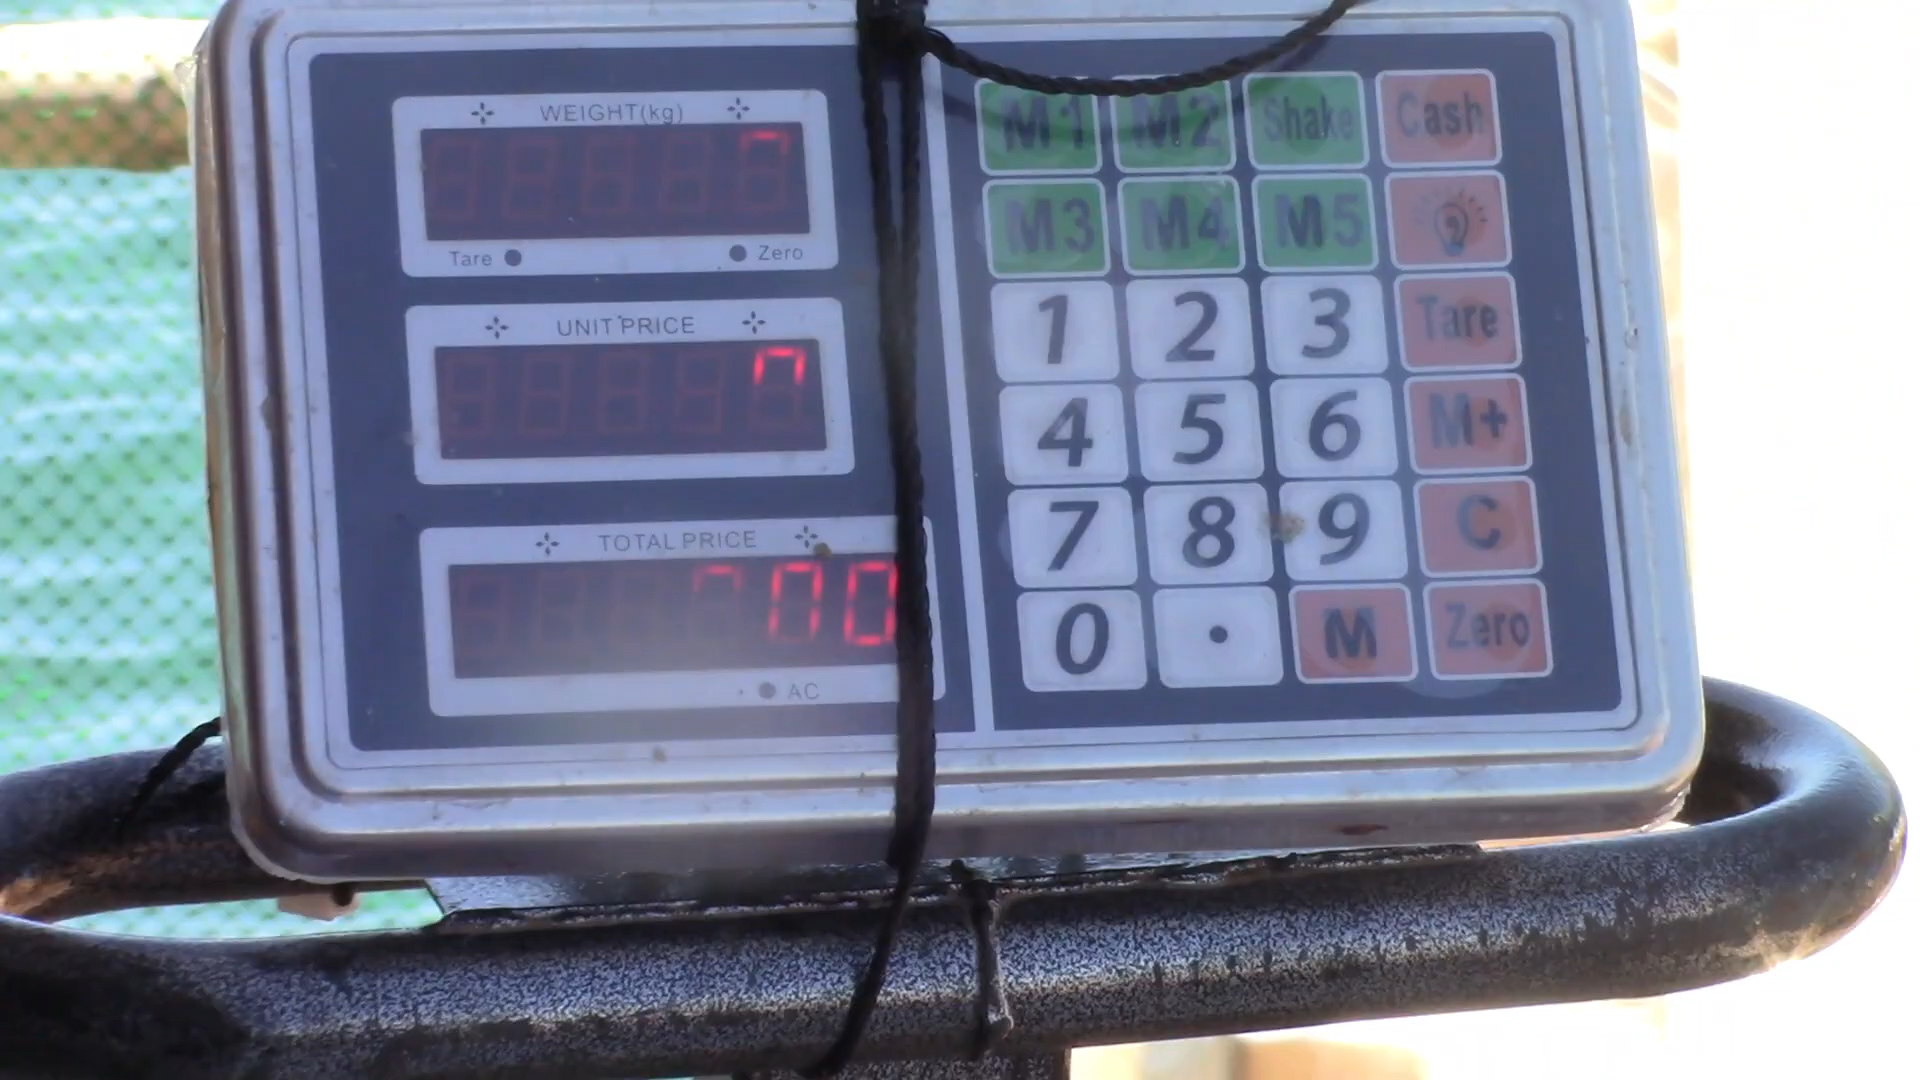 WEIGHT(kg)
Tare Zero
UNIT PRICE
TOTAL PRICE
AC
M1 M2 Shake Cash
M3 M4 M5
1 2 3 Tare
4 5 6 M+
7 8 9 C
0 . M Zero